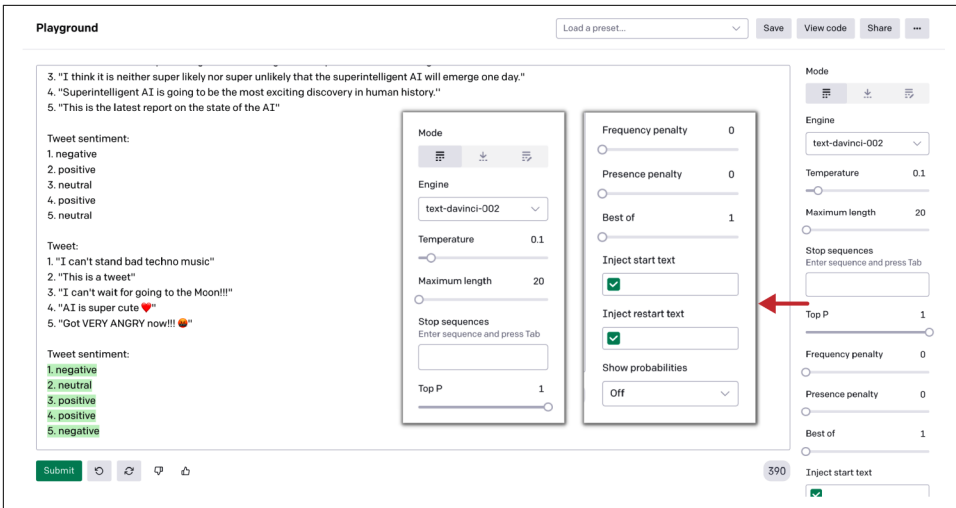 Playground
Load a preset...
Save
View code
Share
...
3. "I think it is neither super likely nor super unlikely that the superintelligent AI will emerge one day."
4. "Superintelligent AI is going to be the most exciting discovery in human history."
5. "This is the latest report on the state of the AI"
Tweet sentiment:
1. negative
2. positive
3. neutral
4. positive
5. neutral
Tweet:
1. "I can't stand bad techno music"
2. "This is a tweet"
3. "I can't wait for going to the Moon!!!"
4. "AI is super cute ❤️"
5. "Got VERY ANGRY now!!! 🤬"
Tweet sentiment:
1. negative
2. neutral
3. positive
4. positive
5. negative
Mode
Engine
text-davinci-002
Temperature 0.1
Maximum length 20
Stop sequences
Enter sequence and press Tab
Top P 1
Frequency penalty 0
Presence penalty 0
Best of 1
Inject start text
Inject restart text
Show probabilities
Off
Mode
Engine
text-davinci-002
Temperature 0.1
Maximum length 20
Stop sequences
Enter sequence and press Tab
Top P 1
Frequency penalty 0
Presence penalty 0
Best of 1
Inject start text
Submit
390